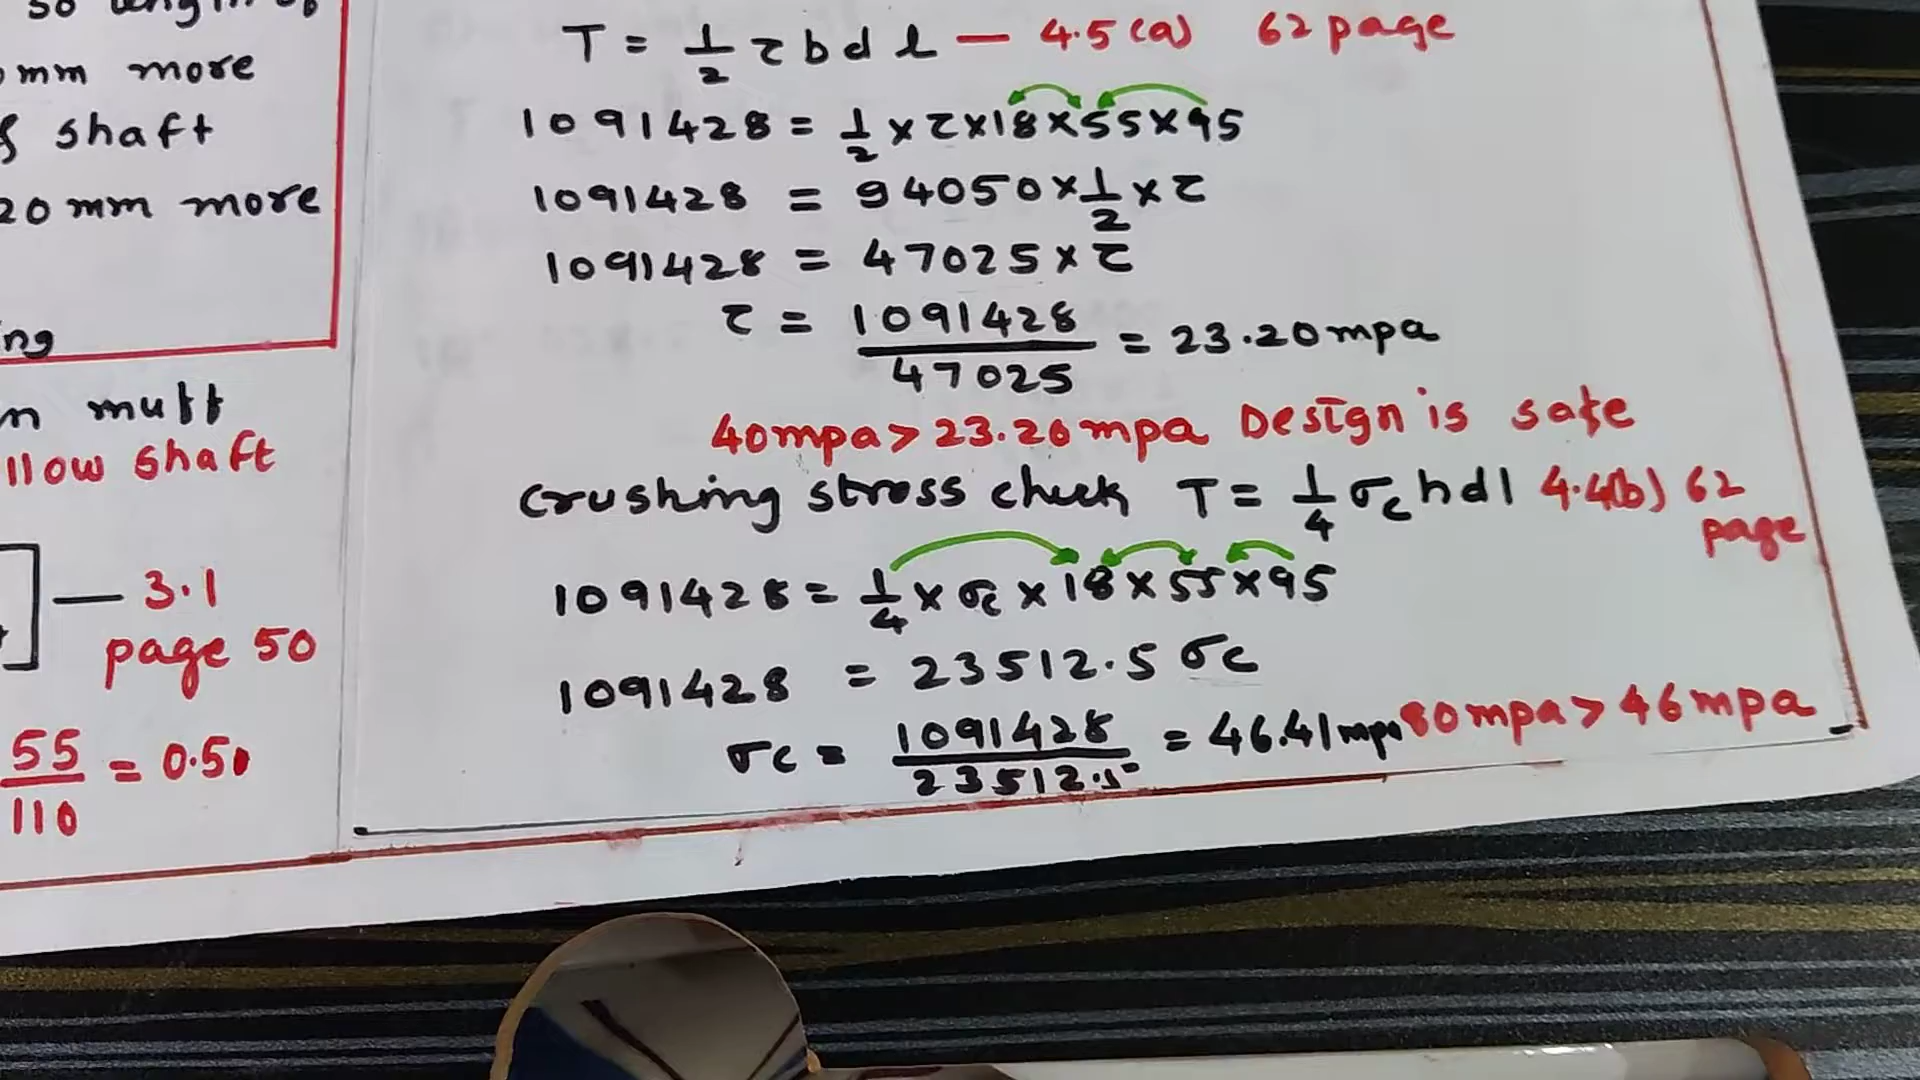 mm more
shaft
20 mm more
ng
n muff
llow shaft
— 3.1
page 50
55/110 = 0.50
T = 1/2 τ b d l — 4.5(a) 62 page
1091428 = 1/2 × τ × 18 × 55 × 95
1091428 = 94050 × 1/2 × τ
1091428 = 47025 × τ
τ = 1091428/47025 = 23.20 mpa
40mpa > 23.20 mpa Design is safe
Crushing stress check T = 1/4 σc h d l 4.4(b) 62 page
1091428 = 1/4 × σc × 18 × 55 × 95
1091428 = 23512.5 σc
σc = 1091428/23512.5 = 46.41 mpa 80 mpa > 46 mpa